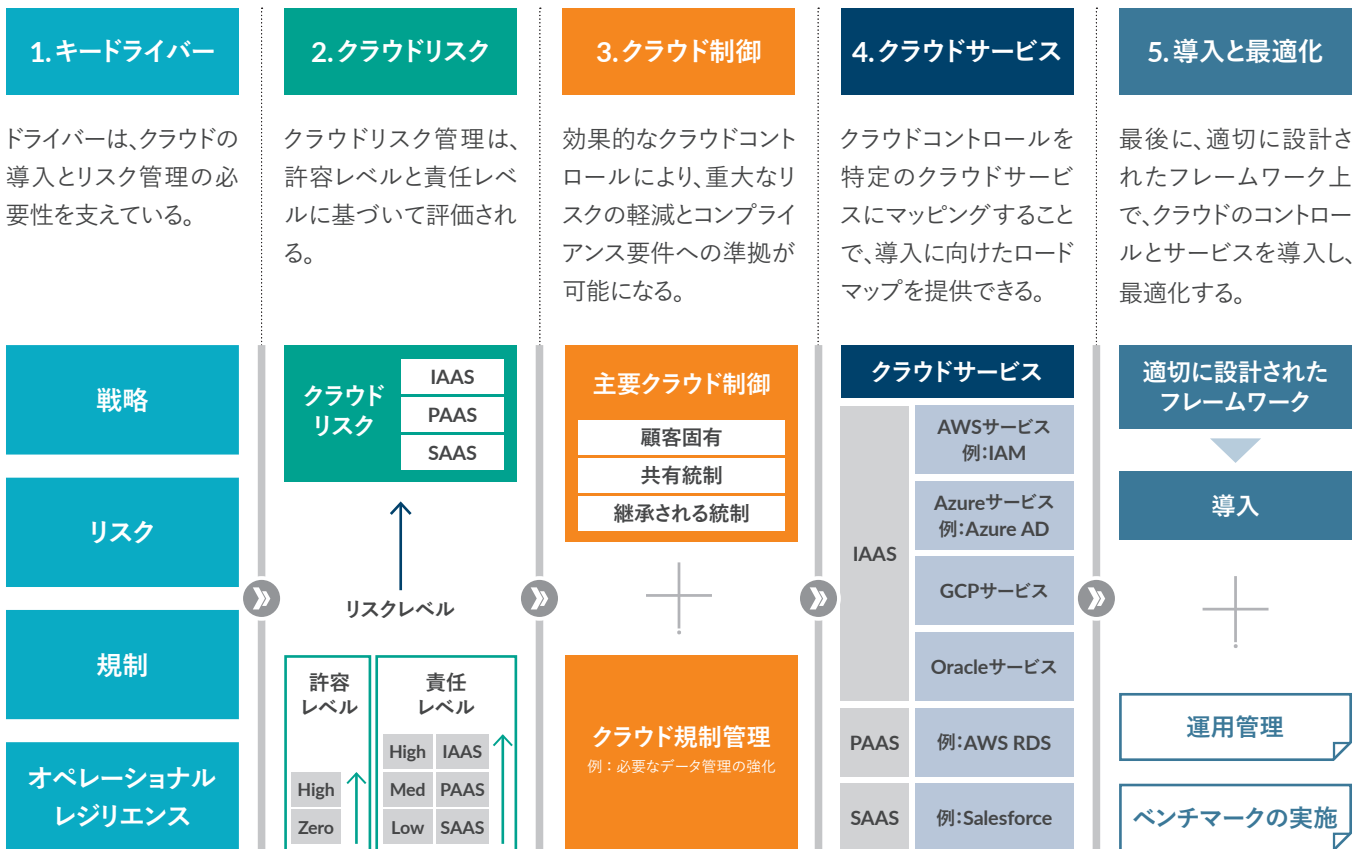 1.キードライバー
ドライバーは、クラウドの
導入とリスク管理の必
要性を支えている。
戦略
リスク
規制
オペレーショナル
レジリエンス
2.クラウドリスク
クラウドリスク管理は、
許容レベルと責任レベ
ルに基づいて評価され
る。
クラウド
リスク
IAAS
PAAS
SAAS
リスクレベル
許容
レベル
High
Zero
責任
レベル
High IAAS
Med PAAS
Low SAAS
3.クラウド制御
効果的なクラウドコント
ロールにより、重大なリ
スクの軽減とコンプライ
アンス要件への準拠が
可能になる。
主要クラウド制御
顧客固有
共有統制
継承される統制
クラウド規制管理
例：必要なデータ管理の強化
4.クラウドサービス
クラウドコントロールを
特定のクラウドサービ
スにマッピングすること
で、導入に向けたロード
マップを提供できる。
クラウドサービス
IAAS
AWSサービス
例:IAM
Azureサービス
例:Azure AD
GCPサービス
Oracleサービス
PAAS 例:AWS RDS
SAAS 例:Salesforce
5.導入と最適化
最後に、適切に設計さ
れたフレームワーク上
で、クラウドのコントロー
ルとサービスを導入し、
最適化する。
適切に設計された
フレームワーク
導入
運用管理
ベンチマークの実施